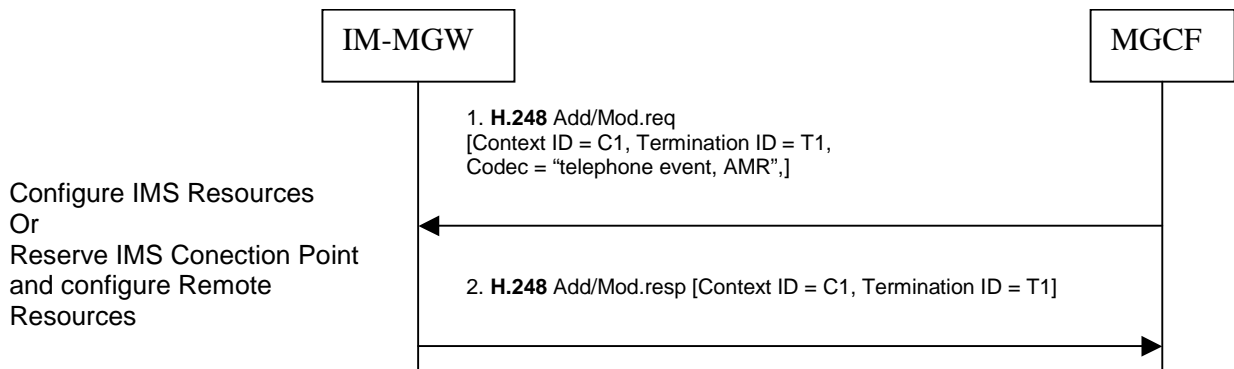 IM-MGW
MGCF
1. H.248 Add/Mod.req
[Context ID = C1, Termination ID = T1,
Codec = “telephone event, AMR”,]
Configure IMS Resources
Or
Reserve IMS Conection Point
and configure Remote
Resources
2. H.248 Add/Mod.resp [Context ID = C1, Termination ID = T1]